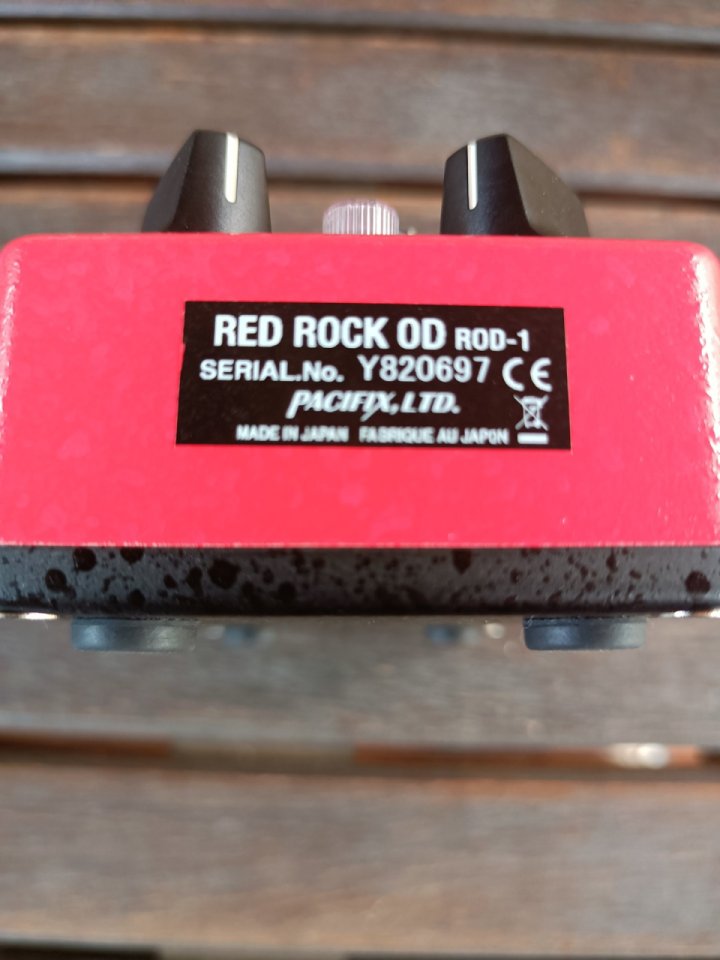 RED ROCK OD ROD-1
SERIAL.No. Y820697 CE
PACIFIX, LTD.
MADE IN JAPAN FABRIQUE AU JAPON